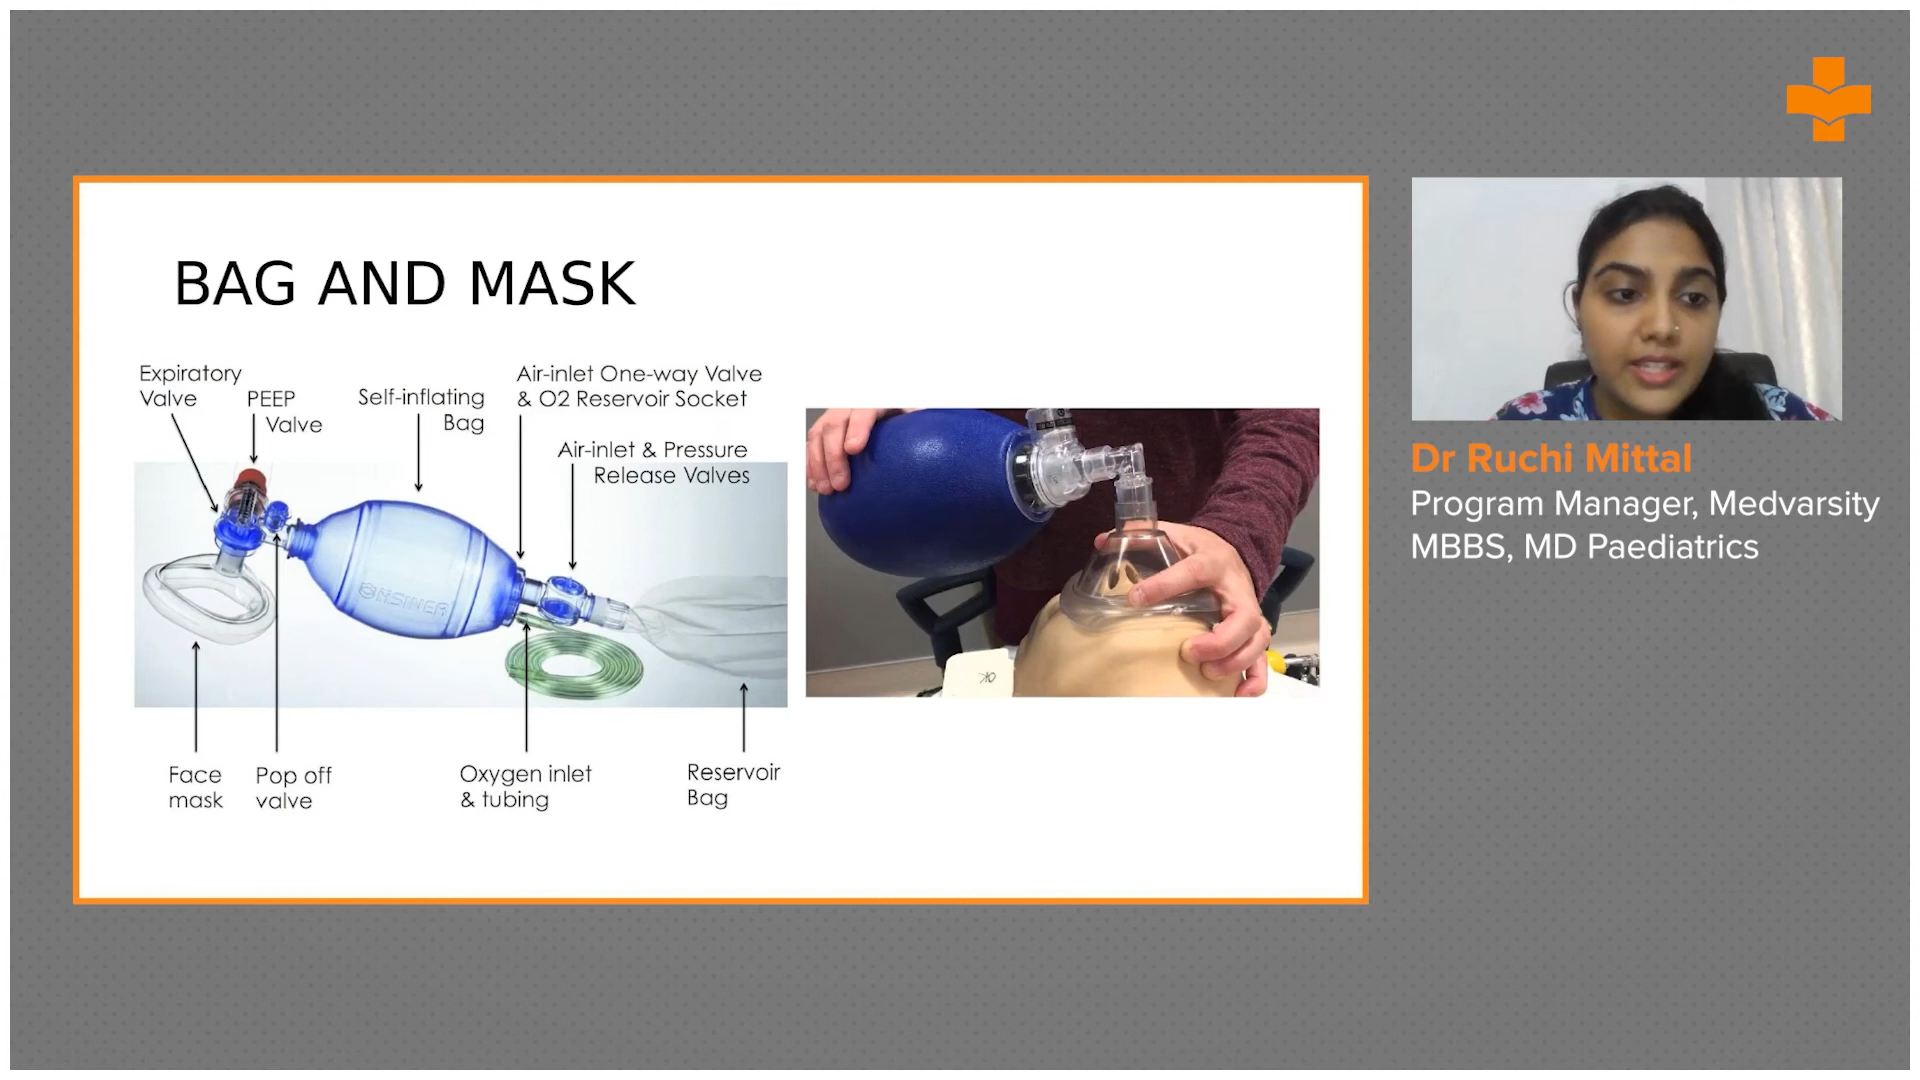 BAG AND MASK
Expiratory
Valve
PEEP
Valve
Self-inflating
Bag
Air-inlet One-way Valve
& O2 Reservoir Socket
Air-inlet & Pressure
Release Valves
Face
mask
Pop off
valve
Oxygen inlet
& tubing
Reservoir
Bag
Dr Ruchi Mittal
Program Manager, Medvarsity
MBBS, MD Paediatrics